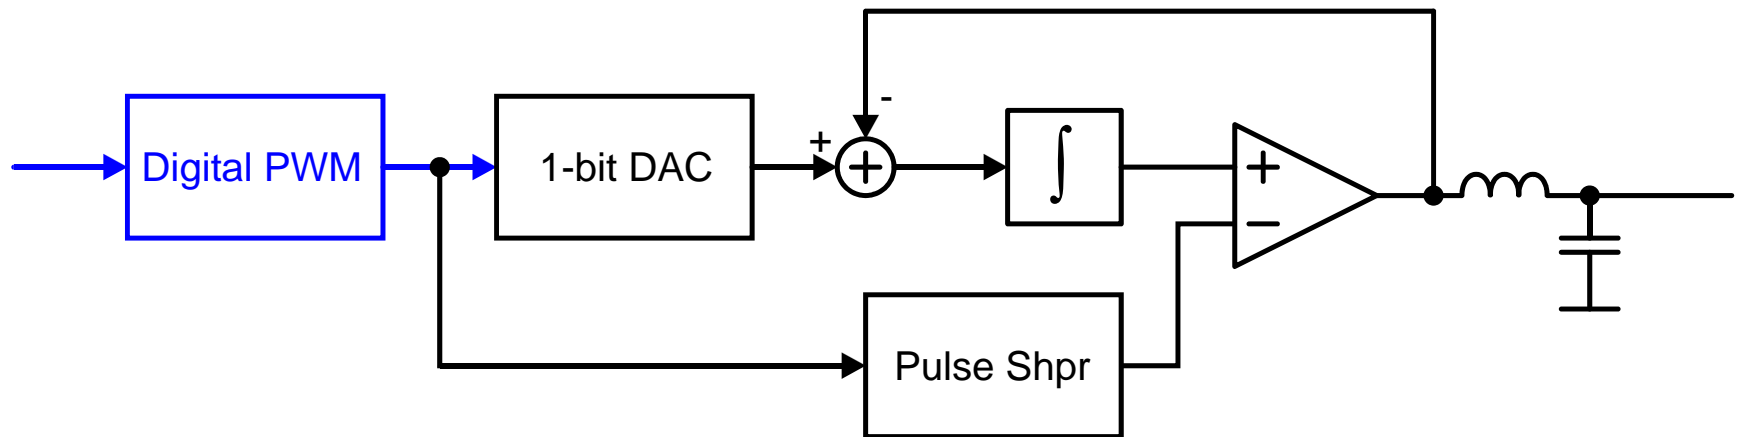 Digital PWM
1-bit DAC
+
-
+
∫
+
−
Pulse Shpr